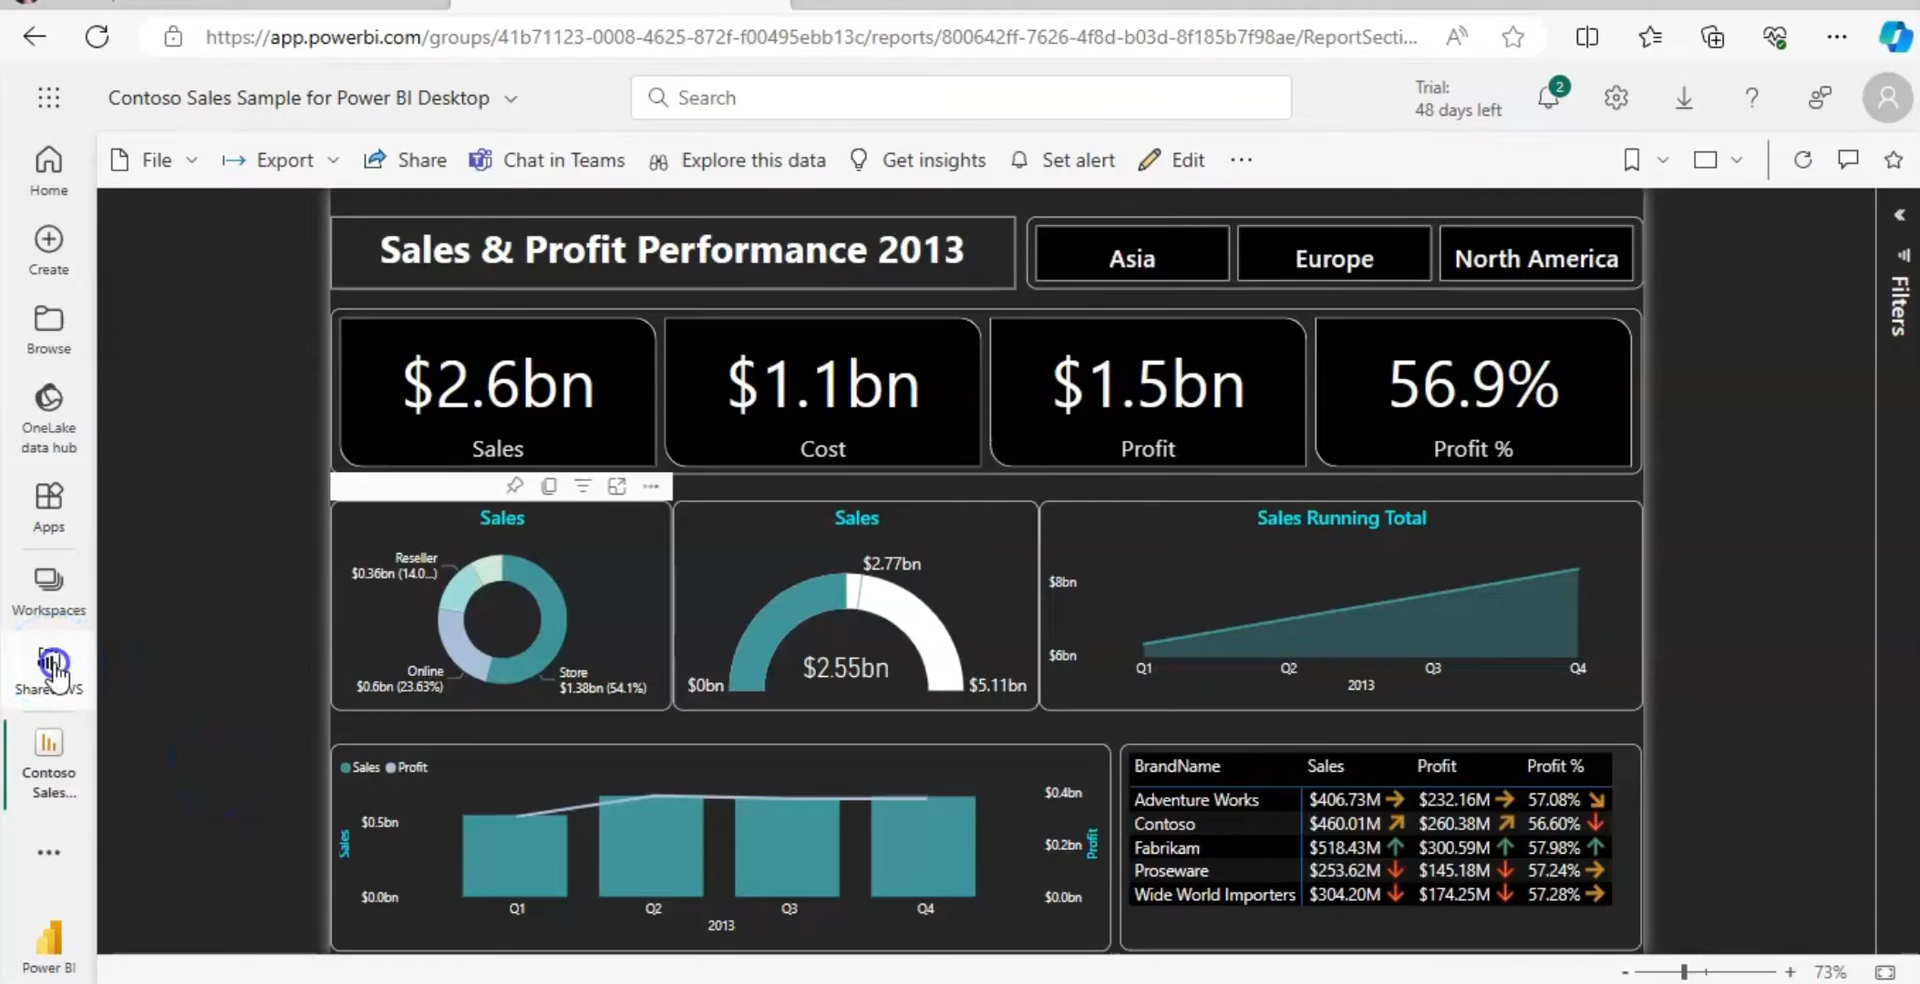 https://app.powerbi.com/groups/41b71123-0008-4625-872f-f00495ebb13c/reports/800642ff-7626-4f8d-b03d-8f185b7f98ae/ReportSecti...
Contoso Sales Sample for Power BI Desktop
Search
Trial:
48 days left
2
File
Export
Share
Chat in Teams
Explore this data
Get insights
Set alert
Edit
Home
Create
Browse
OneLake
data hub
Apps
Workspaces
Contoso
Sales...
Power BI
Sales & Profit Performance 2013
Asia
Europe
North America
Filters
$2.6bn
Sales
$1.1bn
Cost
$1.5bn
Profit
56.9%
Profit %
Sales
Reseller
$0.36bn (14.0...)
Online
$0.6bn (23.63%)
Store
$1.38bn (54.1%)
Sales
$2.77bn
$2.55bn
$0bn
$5.11bn
Sales Running Total
$8bn
$6bn
Q1 Q2 Q3 Q4
2013
Sales Profit
Sales
$0.5bn
$0.0bn
Q1 Q2 Q3 Q4
2013
$0.4bn
$0.2bn
$0.0bn
Profit
BrandName Sales Profit Profit %
Adventure Works $406.73M $232.16M 57.08%
Contoso $460.01M $260.38M 56.60%
Fabrikam $518.43M $300.59M 57.98%
Proseware $253.62M $145.18M 57.24%
Wide World Importers $304.20M $174.25M 57.28%
73%